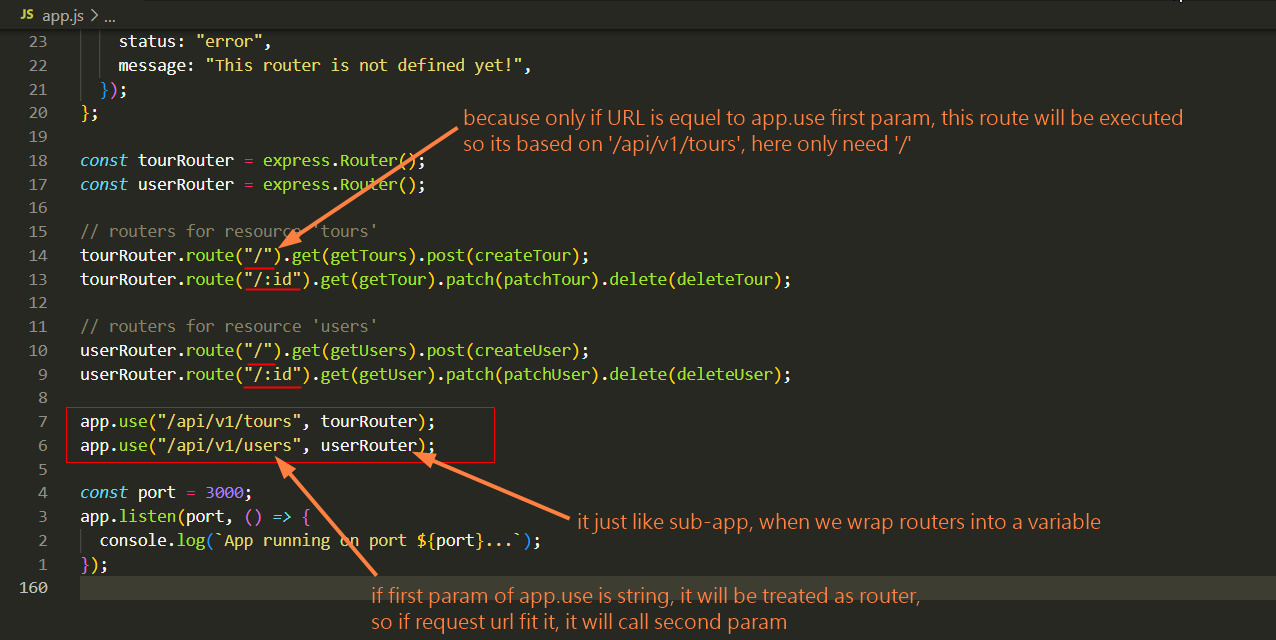 JS app.js > ...
23 status: "error",
22 message: "This router is not defined yet!",
21 });
20 };
because only if URL is equel to app.use first param, this route will be executed
19
so its based on '/api/v1/tours', here only need '/'
18 const tourRouter = express.Router();
17 const userRouter = express.Router();
16
15 // routers for resource 'tours'
14 tourRouter.route("/").get(getTours).post(createTour);
13 tourRouter.route("/:id").get(getTour).patch(patchTour).delete(deleteTour);
12
11 // routers for resource 'users'
10 userRouter.route("/").get(getUsers).post(createUser);
9 userRouter.route("/:id").get(getUser).patch(patchUser).delete(deleteUser);
8
7 app.use("/api/v1/tours", tourRouter);
6 app.use("/api/v1/users", userRouter);
5
4 const port = 3000;
3 app.listen(port, () => {
it just like sub-app, when we wrap routers into a variable
2 console.log(`App running on port ${port}...`);
1 });
160
if first param of app.use is string, it will be treated as router,
so if request url fit it, it will call second param